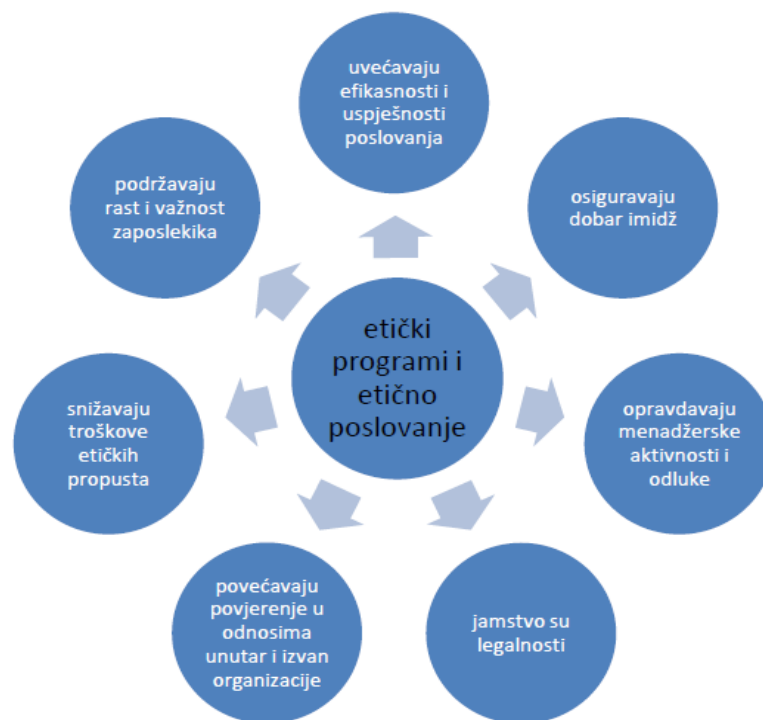 uvećavaju
efikasnosti i
uspješnosti
poslovanja
osiguravaju
dobar imidž
opravdavaju
menadžerske
aktivnosti i
odluke
jamstvo su
legalnosti
povećavaju
povjerenje u
odnosima
unutar i izvan
organizacije
snižavaju
troškove
etičkih
propusta
podržavaju
rast i važnost
zaposlekika
etički
programi i
etično
poslovanje